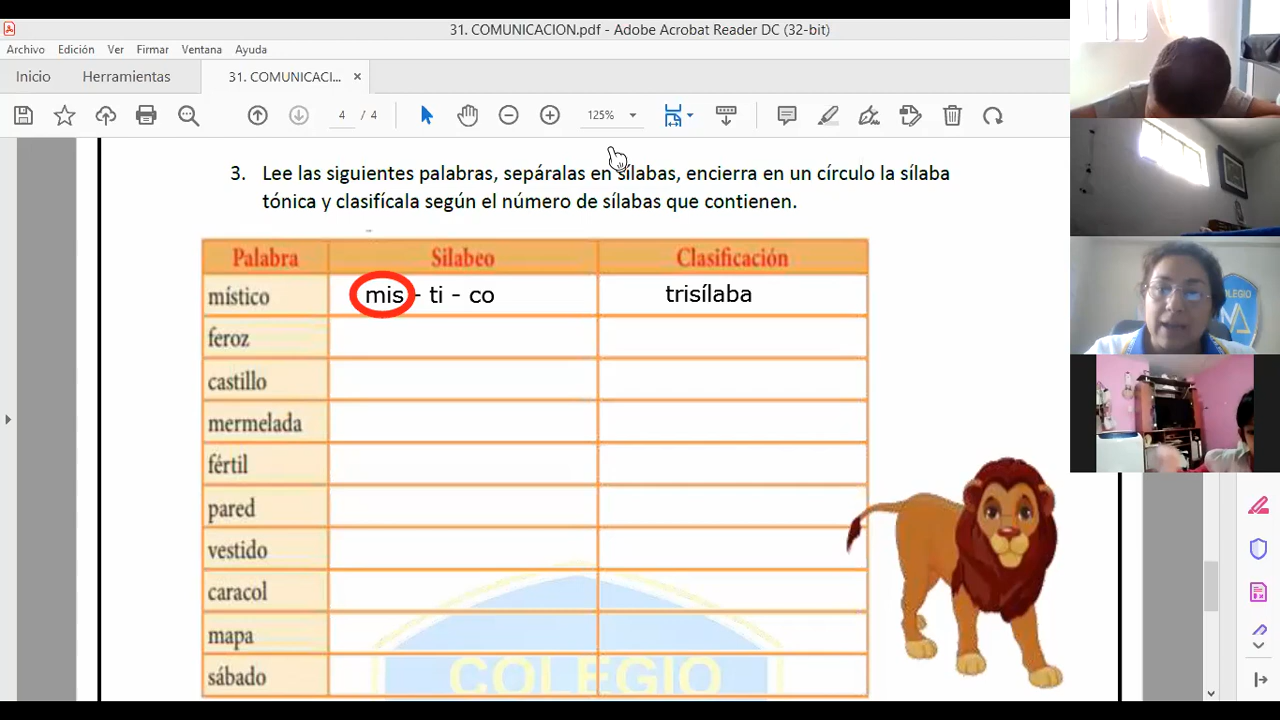 31. COMUNICACION.pdf - Adobe Acrobat Reader DC (32-bit)
Archivo Edición Ver Firmar Ventana Ayuda
Inicio Herramientas 31. COMUNICACI... ×
4 / 4 125%
3. Lee las siguientes palabras, sepáralas en sílabas, encierra en un círculo la sílaba
tónica y clasifícala según el número de sílabas que contienen.
Palabra Silabeo Clasificación
místico mis - ti - co trisílaba
feroz
castillo
mermelada
fértil
pared
vestido
caracol
mapa
sábado
COLEGIO
COLEGIO